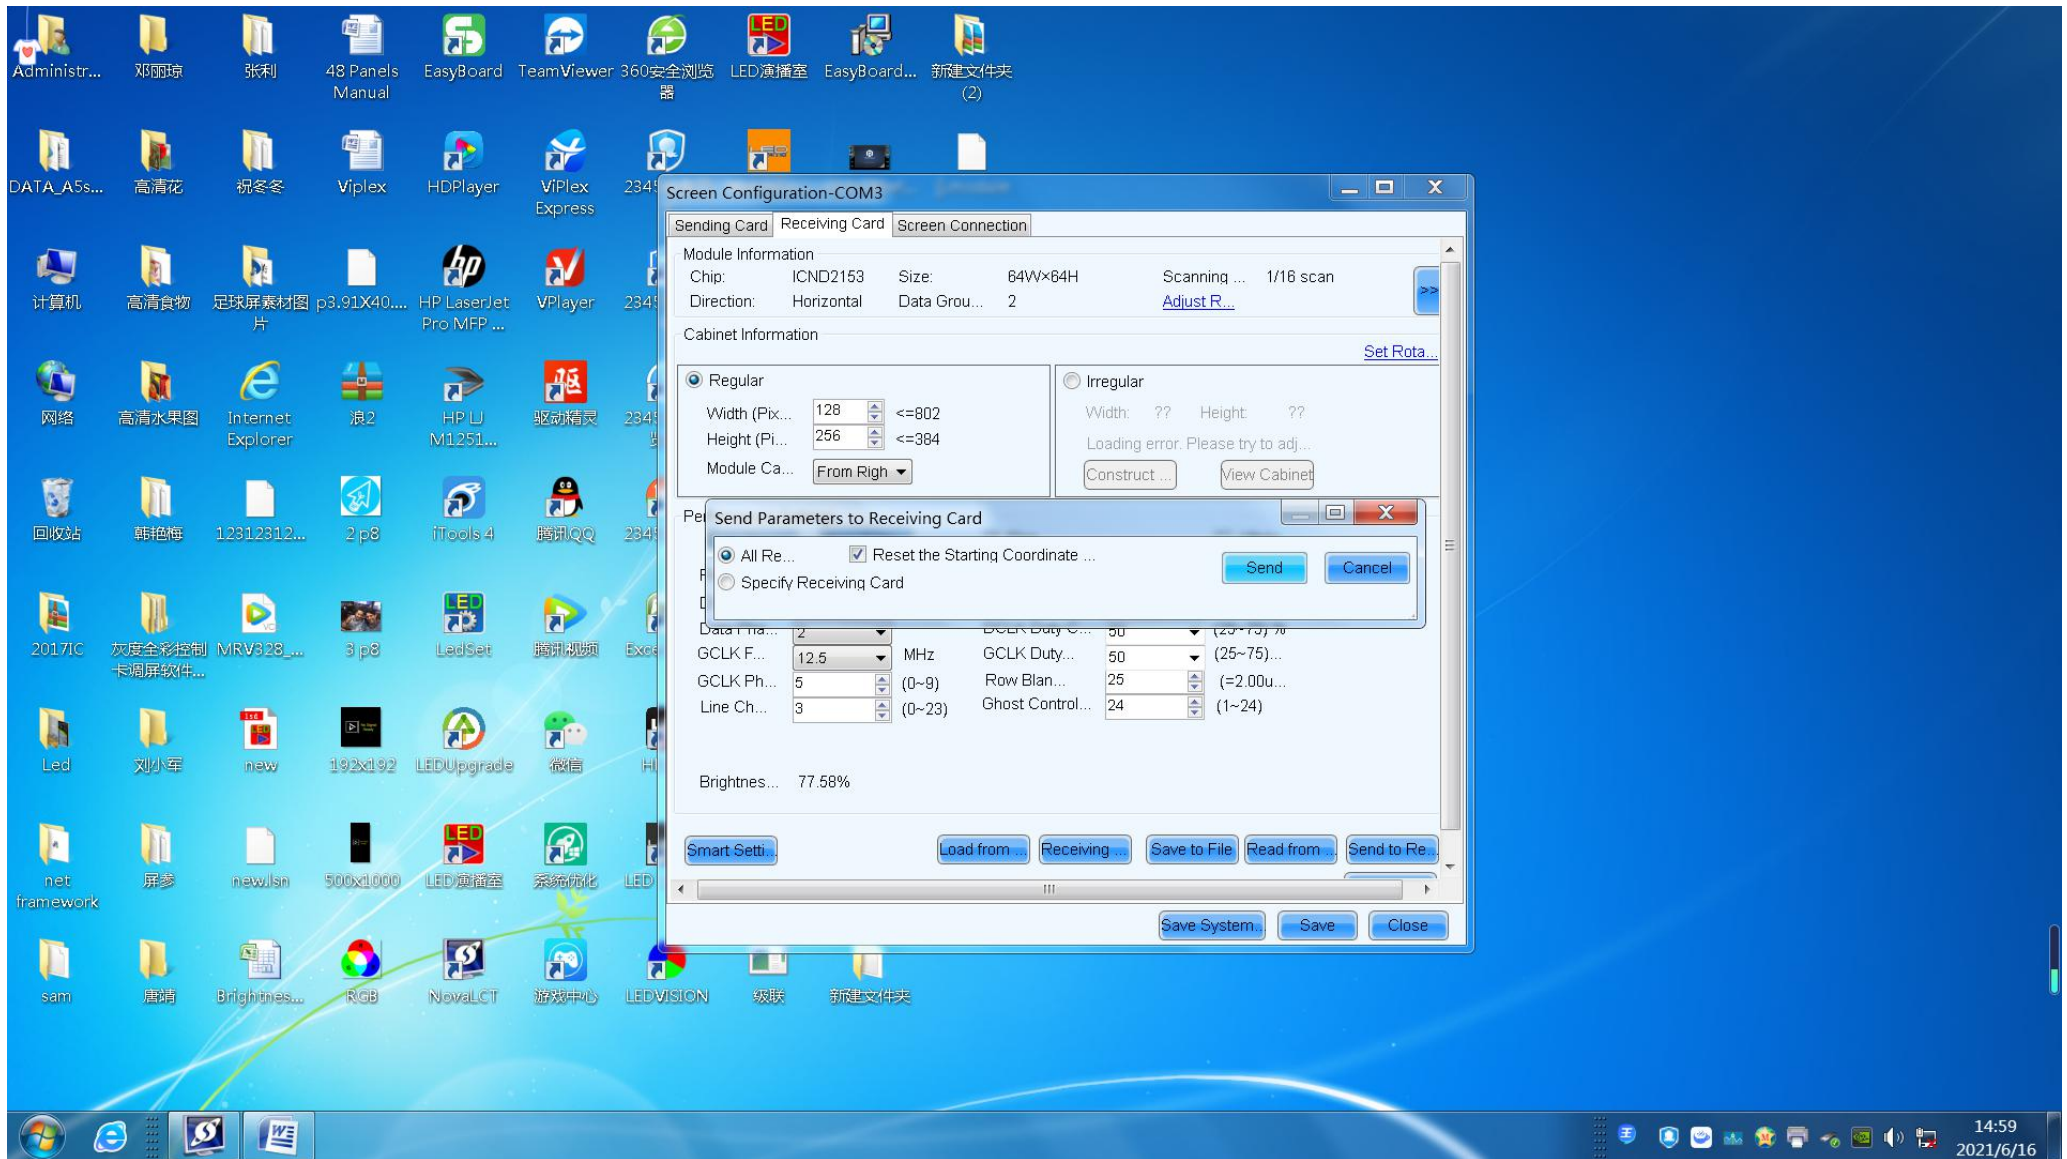 Administr...
邓丽琼
张利
48 Panels Manual
EasyBoard
TeamViewer
360安全浏览器
LED演播室
EasyBoard...
新建文件夹 (2)
DATA_A5s...
高清花
祝冬冬
Viplex
HDPlayer
ViPlex Express
计算机
高清食物
足球屏素材图片
p3.91X40....
HP LaserJet Pro MFP ...
VPlayer
网络
高清水果图
Internet Explorer
浪2
HP LJ M1251...
驱动精灵
回收站
韩艳梅
12312312...
2 p8
iTools 4
腾讯QQ
2017IC
灰度全彩控制卡调屏软件...
MRV328_...
3 p8
LedSet
腾讯视频
Led
刘小军
new
192x192
LEDUpgrade
微信
net framework
屏参
new.lsn
500x1000
LED演播室
系统优化
LED
sam
唐靖
Brightnes...
RGB
NovaLCT
游戏中心
LEDVISION
级联
新建文件夹
Screen Configuration-COM3
Sending Card Receiving Card Screen Connection
Module Information
Chip: ICND2153 Size: 64W×64H Scanning ... 1/16 scan
Direction: Horizontal Data Grou... 2 Adjust R...
>>
Cabinet Information
Set Rota...
Regular
Width (Pix... 128 <=802
Height (Pi... 256 <=384
Module Ca... From Righ
Irregular
Width: ?? Height: ??
Loading error. Please try to adj...
Construct ... View Cabinet
Send Parameters to Receiving Card
All Re... Reset the Starting Coordinate ...
Specify Receiving Card
Send Cancel
Data Pha... 2 DCLK Duty C... 50 (25~75) %
GCLK F... 12.5 MHz GCLK Duty... 50 (25~75)...
GCLK Ph... 5 (0~9) Row Blan... 25 (=2.00u...
Line Ch... 3 (0~23) Ghost Control... 24 (1~24)
Brightnes... 77.58%
Smart Setti... Load from ... Receiving ... Save to File Read from ... Send to Re...
Save System... Save Close
14:59
2021/6/16